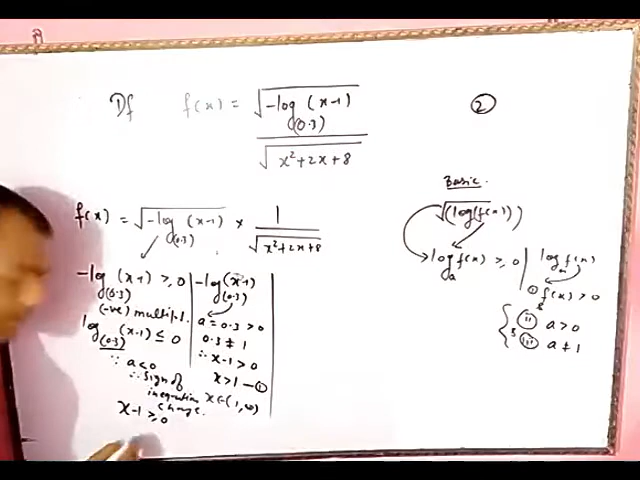 Df f(x) = √-log(0.3) (x-1)
√x²+2x+8
②
f(x) = √-log(0.3) (x-1) × 1/√x²+2x+8
-log(0.3) (x-1) ≥ 0
(-ve) multipl.
log(0.3) (x-1) ≤ 0
∵ a<0
∴ sign of
inequation
change.
x-1 ≥ 0
-log(0.3) (x-1)
a = 0.3 > 0
0.3 ≠ 1
∴ x-1 > 0
x > 1 — ①
x ∈ (1, ∞)
Basic.
√(log(f(x)))
log_a f(x) ≥ 0
log_a f(x)
① f(x) > 0
&
ⅱ a > 0
ⅲ a ≠ 1